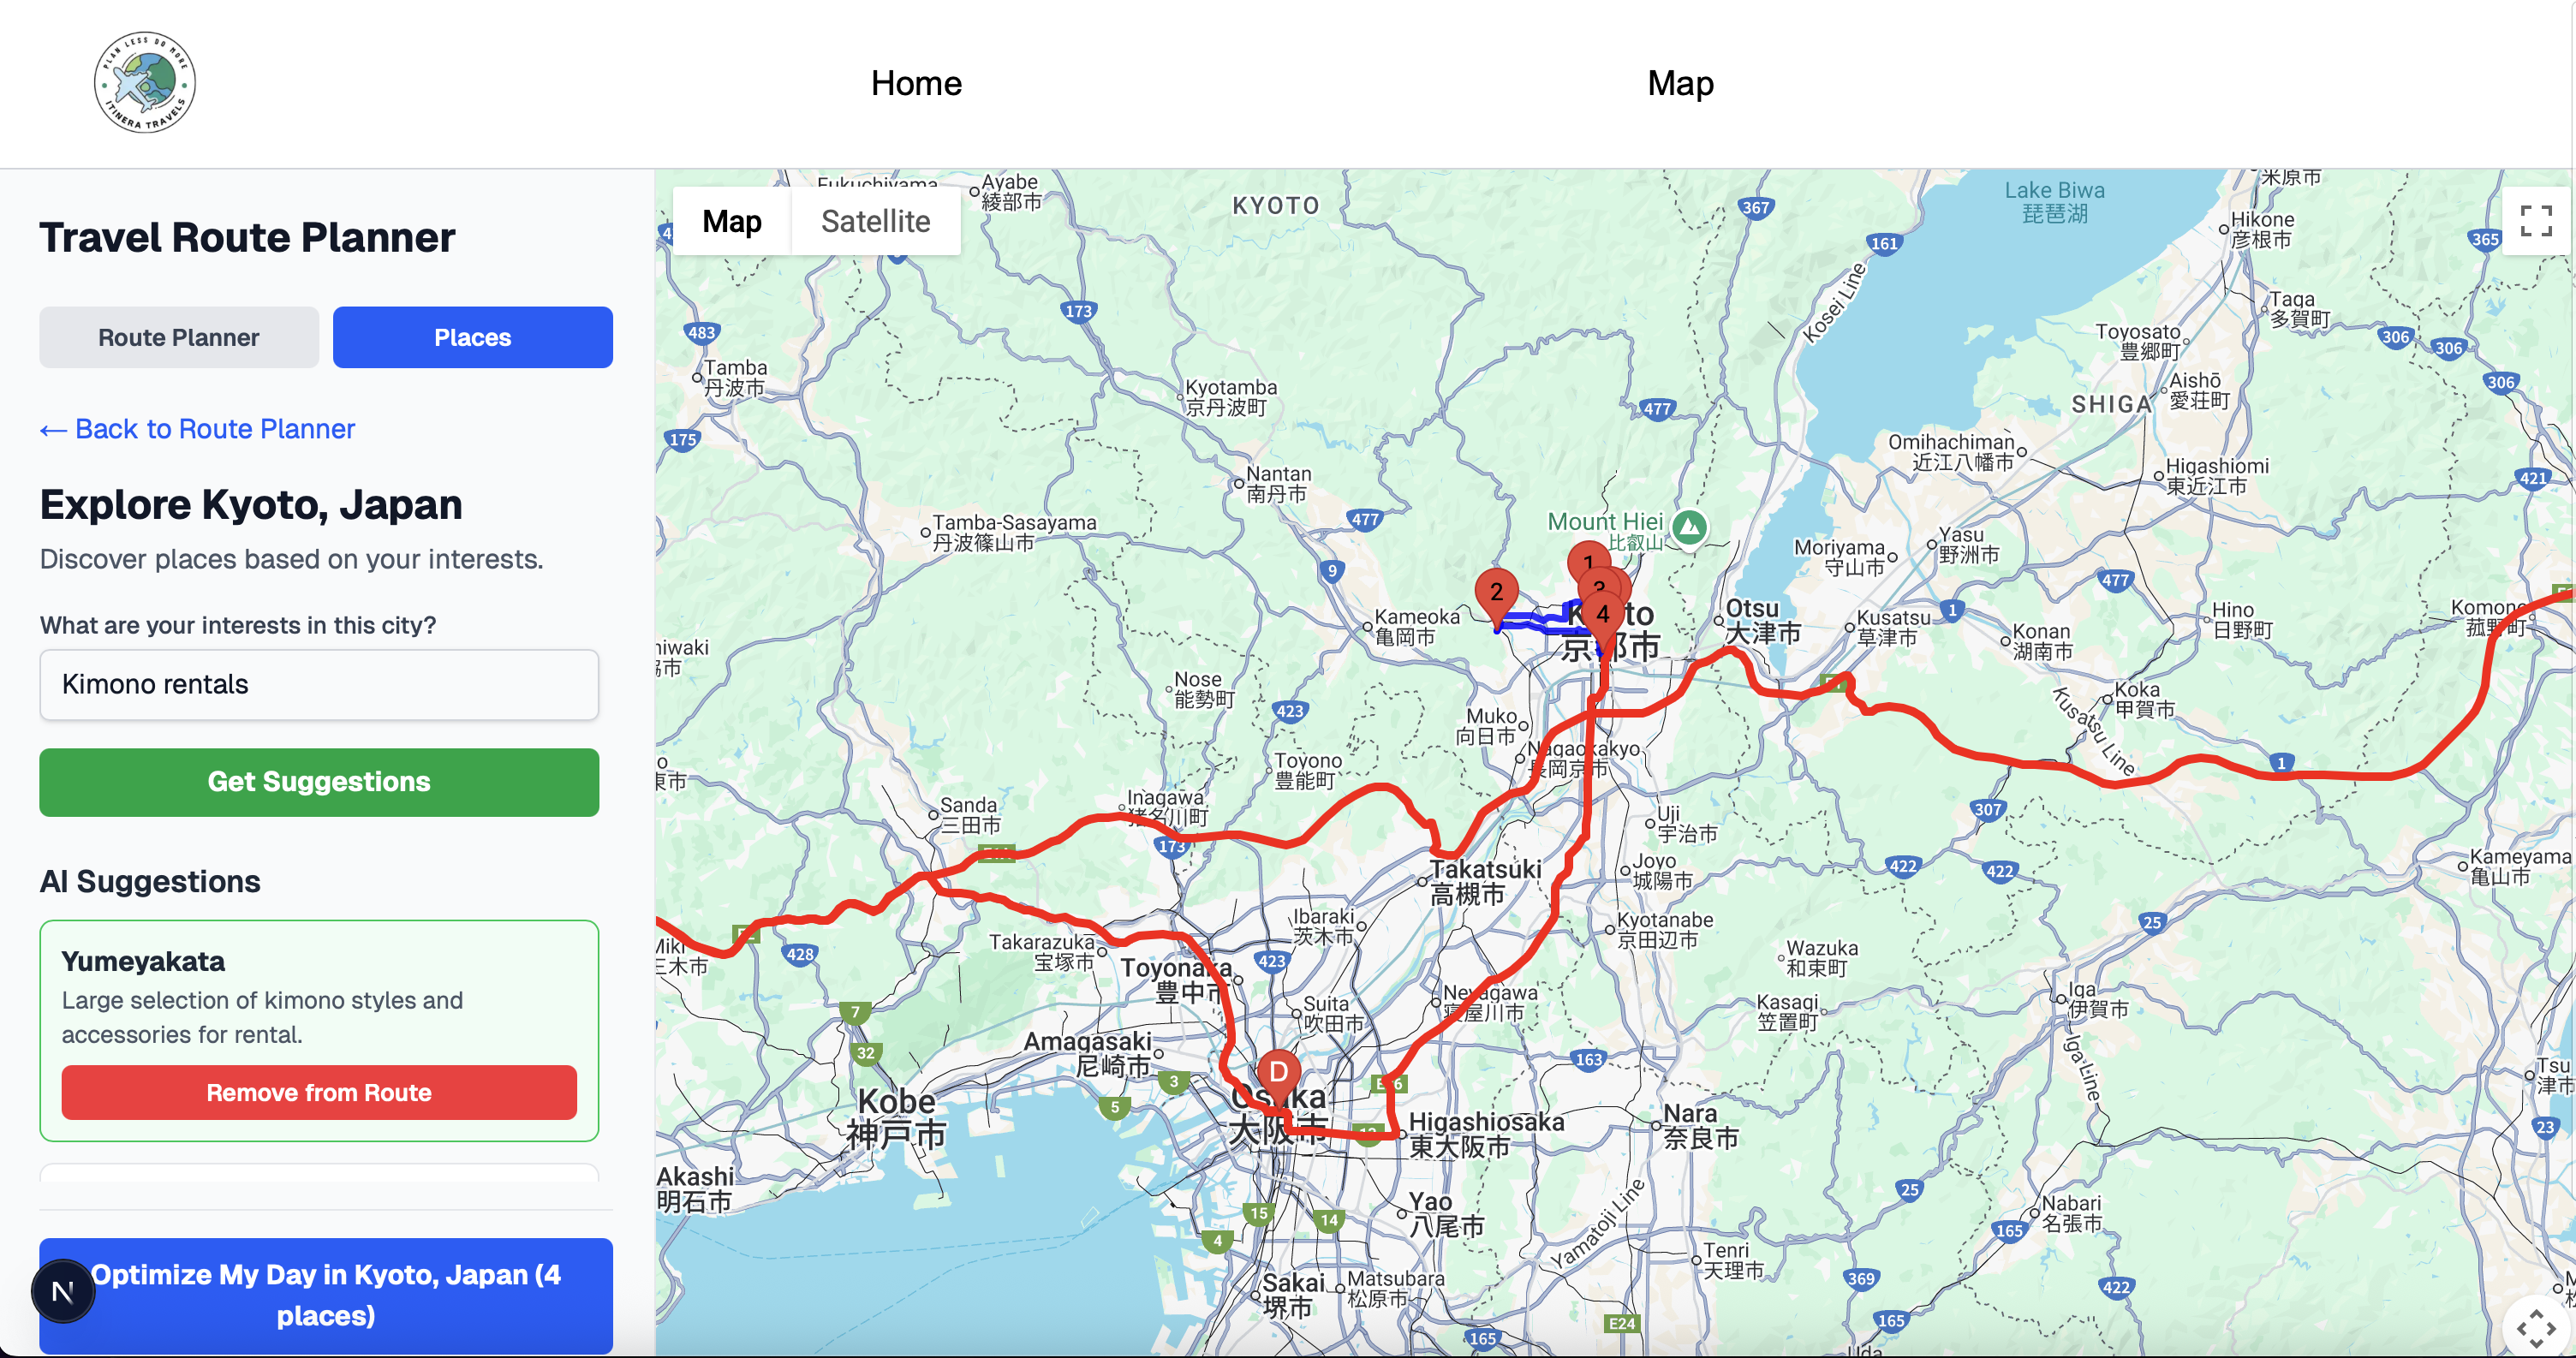 PLAN LESS DO MORE
ITINERA TRAVELS
Home
Map
Travel Route Planner
Route Planner
Places
← Back to Route Planner
Explore Kyoto, Japan
Discover places based on your interests.
What are your interests in this city?
Kimono rentals
Get Suggestions
AI Suggestions
Yumeyakata
Large selection of kimono styles and
accessories for rental.
Remove from Route
Optimize My Day in Kyoto, Japan (4
places)
N
Map
Satellite
Fukuchiyama
Ayabe
綾部市
KYOTO
367
161
Lake Biwa
琵琶湖
米原市
Hikone
彦根市
365
Kosei Line
173
483
Taga
多賀町
Toyosato
豊郷町
306
306
306
Tamba
丹波市
Kyotamba
京丹波町
Aishō
愛荘町
SHIGA
477
175
Omihachiman
近江八幡市
Higashiomi
東近江市
421
Nantan
南丹市
477
Tamba-Sasayama
丹波篠山市
Mount Hiei
比叡山
Moriyama
守山市
Yasu
野洲市
477
9
1
2
3
4
Kameoka
亀岡市
京都市
Otsu
大津市
Kusatsu
草津市
1
Konan
湖南市
Hino
日野町
Komono
菰野町
Nose
能勢町
423
Muko
向日市
Koka
甲賀市
Kusatsu Line
Nagaokakyo
長岡京市
Toyono
豊能町
1
Inagawa
猪名川町
Sanda
三田市
173
Uji
宇治市
307
Takatsuki
高槻市
Joyo
城陽市
422
422
Kameyama
亀山市
Ibaraki
茨木市
Kyotanabe
京田辺市
25
428
Takarazuka
宝塚市
Toyonaka
豊中市
423
Wazuka
和束町
Neyagawa
寝屋川市
Suita
吹田市
Kasagi
笠置町
Iga
伊賀市
Iga Line
7
32
Amagasaki
尼崎市
3
5
163
Tsu
津市
D
Osaka
大阪市
Kobe
神戸市
Higashiosaka
東大阪市
Nara
奈良市
23
Akashi
明石市
Yao
八尾市
15
14
4
Yamatoji Line
25
165
Nabari
名張市
Tenri
天理市
Sakai
堺市
Matsubara
松原市
369
422
E24
165
165